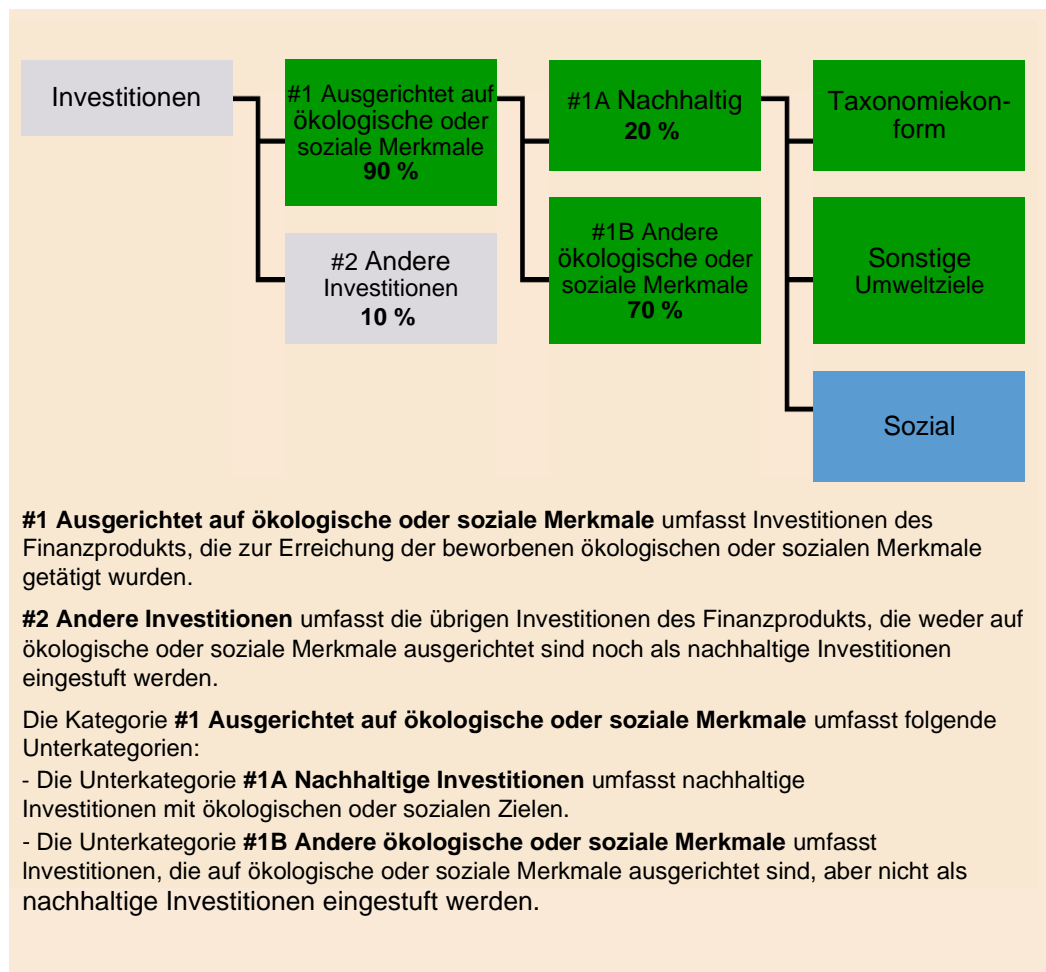 Investitionen
#1 Ausgerichtet auf
ökologische oder
soziale Merkmale
90 %
#2 Andere
Investitionen
10 %
#1A Nachhaltig
20 %
#1B Andere
ökologische oder
soziale Merkmale
70 %
Taxonomiekon-
form
Sonstige
Umweltziele
Sozial
#1 Ausgerichtet auf ökologische oder soziale Merkmale umfasst Investitionen des
Finanzprodukts, die zur Erreichung der beworbenen ökologischen oder sozialen Merkmale
getätigt wurden.
#2 Andere Investitionen umfasst die übrigen Investitionen des Finanzprodukts, die weder auf
ökologische oder soziale Merkmale ausgerichtet sind noch als nachhaltige Investitionen
eingestuft werden.
Die Kategorie #1 Ausgerichtet auf ökologische oder soziale Merkmale umfasst folgende
Unterkategorien:
- Die Unterkategorie #1A Nachhaltige Investitionen umfasst nachhaltige
Investitionen mit ökologischen oder sozialen Zielen.
- Die Unterkategorie #1B Andere ökologische oder soziale Merkmale umfasst
Investitionen, die auf ökologische oder soziale Merkmale ausgerichtet sind, aber nicht als
nachhaltige Investitionen eingestuft werden.